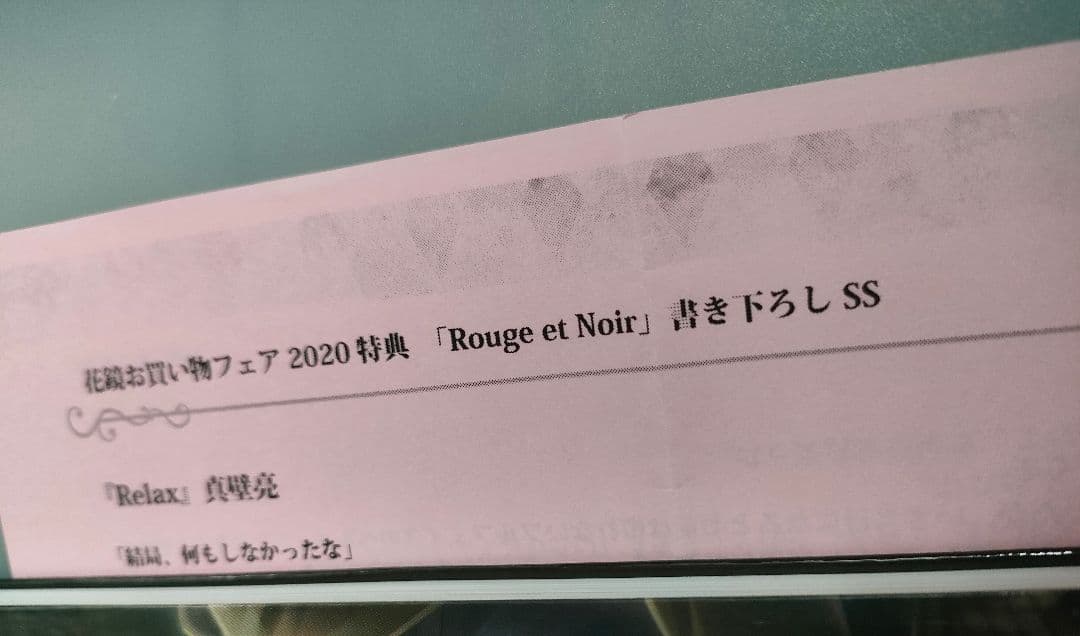 花鏡お買い物フェア 2020 特典 「Rouge et Noir」 書き下ろし SS
『Relax』 真壁亮
「結局、何もしなかったな」